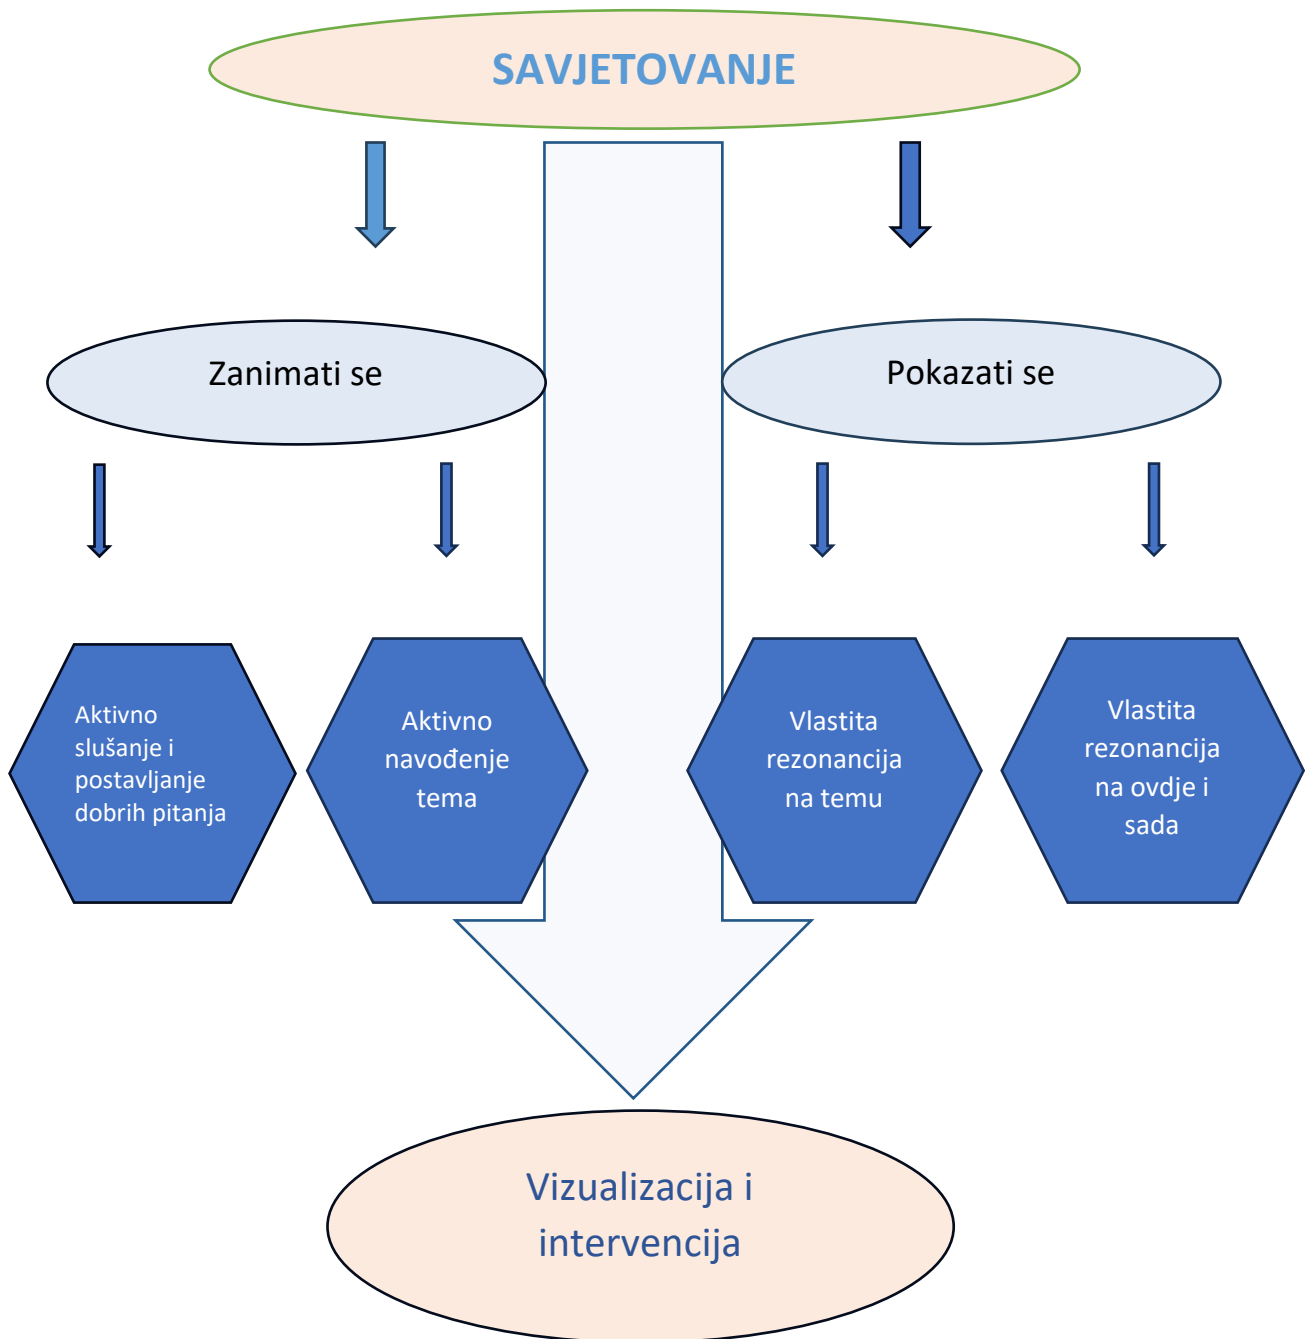 SAVJETOVANJE
Zanimati se
Pokazati se
Aktivno
slušanje i
postavljanje
dobrih pitanja
Aktivno
navođenje
tema
Vlastita
rezonancija
na temu
Vlastita
rezonancija
na ovdje i
sada
Vizualizacija i
intervencija